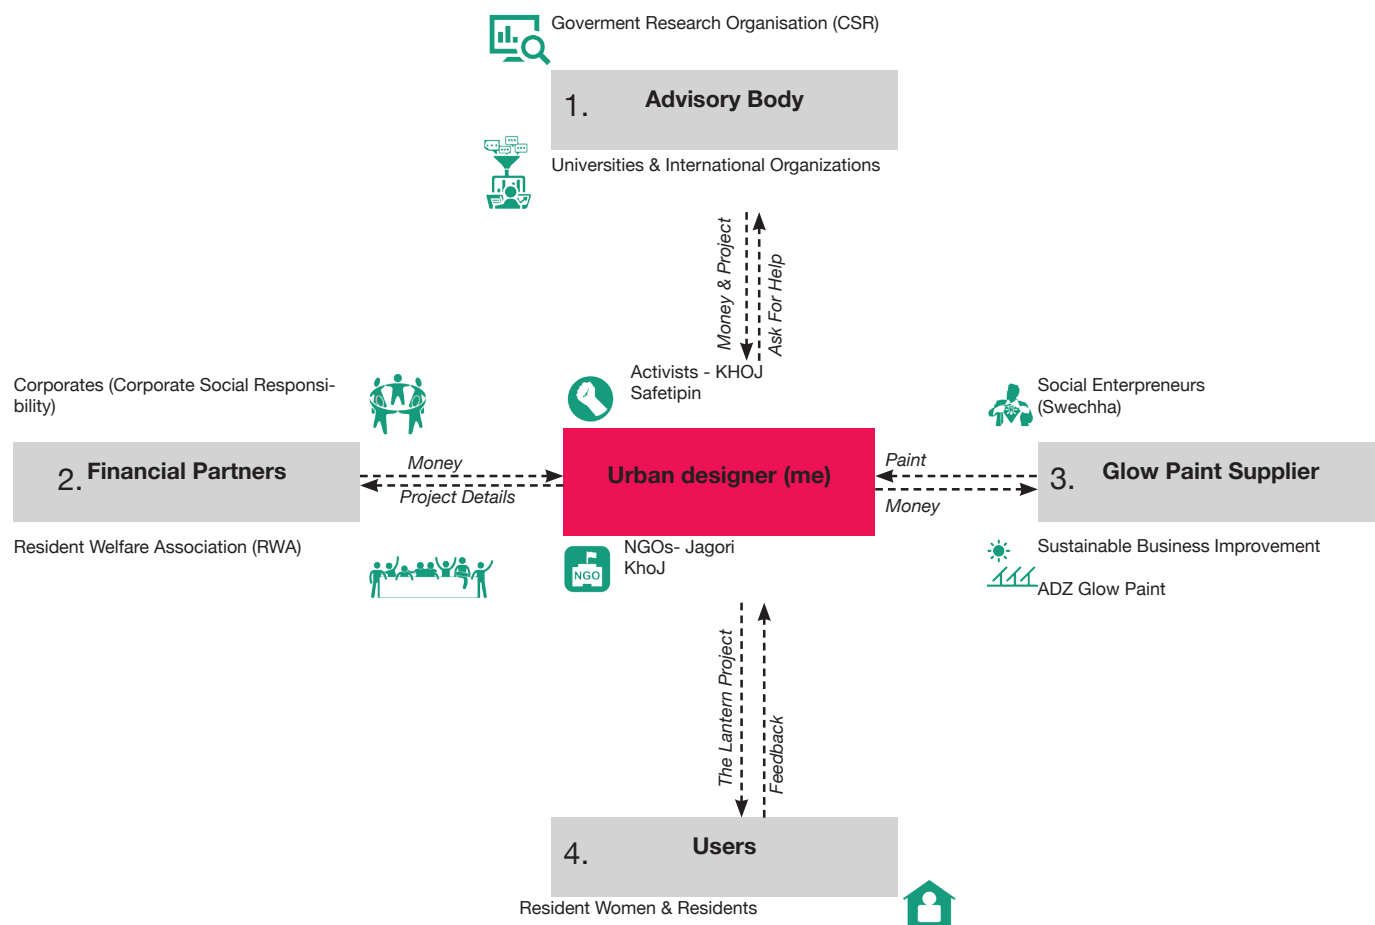 Goverment Research Organisation (CSR)
1.
Advisory Body
Universities & International Organizations
Money & Project
Ask For Help
Activists - KHOJ
Safetipin
Corporates (Corporate Social Responsi-
bility)
2. Financial Partners
Resident Welfare Association (RWA)
Money
Project Details
Urban designer (me)
NGO
NGOs- Jagori
KhoJ
Paint
Money
Social Enterpreneurs
(Swechha)
3.
Glow Paint Supplier
Sustainable Business Improvement
ADZ Glow Paint
The Lantern Project
Feedback
4.
Users
Resident Women & Residents